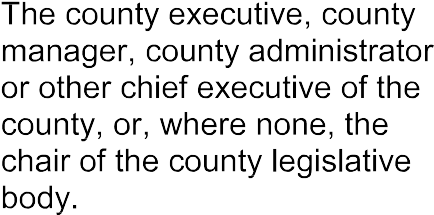 The county executive, county
manager, county administrator
or other chief executive of the
county, or, where none, the
chair of the county legislative
body.